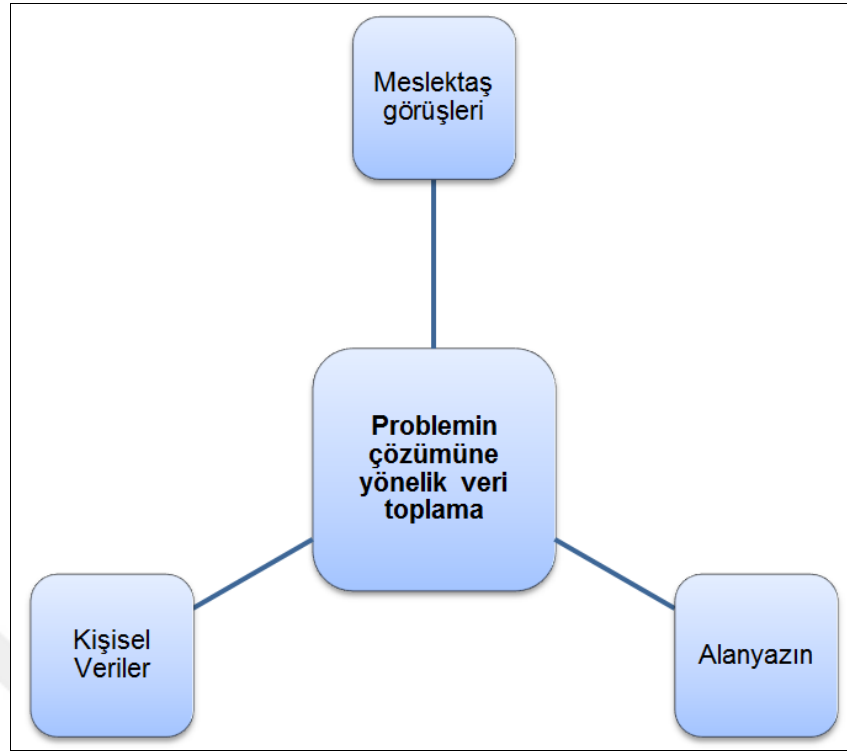 Meslektaş
görüşleri
Problemin
çözümüne
yönelik veri
toplama
Kişisel
Veriler
Alanyazın